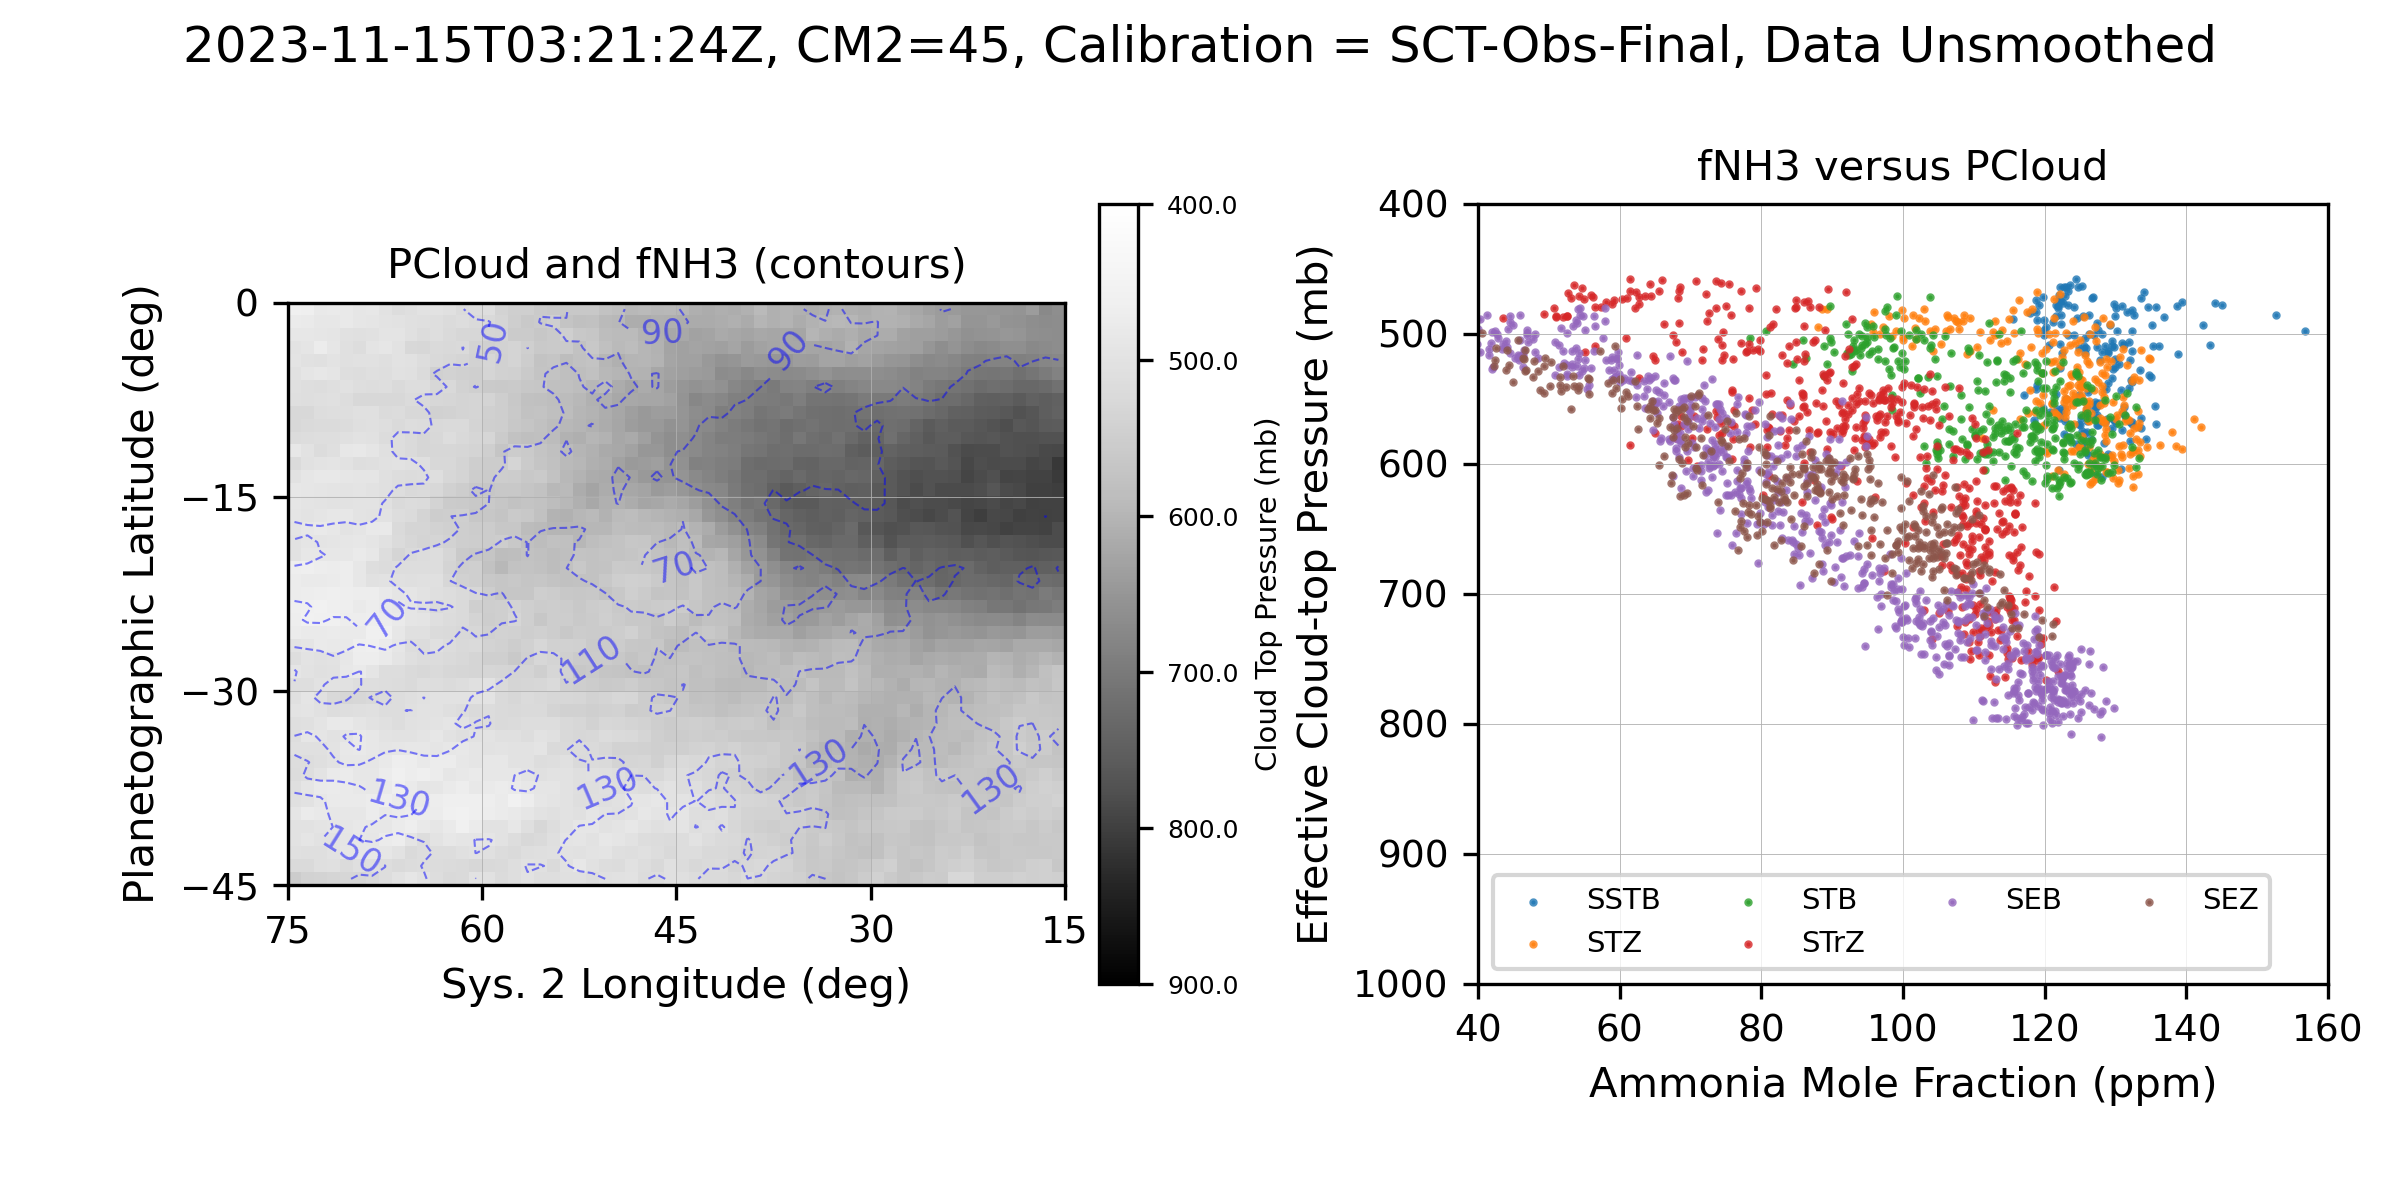 2023-11-15T03:21:24Z, CM2=45, Calibration = SCT-Obs-Final, Data Unsmoothed
PCloud and fNH3 (contours)
Planetographic Latitude (deg)
0
−15
−30
−45
75 60 45 30 15
Sys. 2 Longitude (deg)
50
90
90
70
70
110
130
130
130
130
150
400.0
500.0
600.0
700.0
800.0
900.0
Cloud Top Pressure (mb)
fNH3 versus PCloud
Effective Cloud-top Pressure (mb)
400
500
600
700
800
900
1000
SSTB STB SEB SEZ
STZ STrZ
40 60 80 100 120 140 160
Ammonia Mole Fraction (ppm)